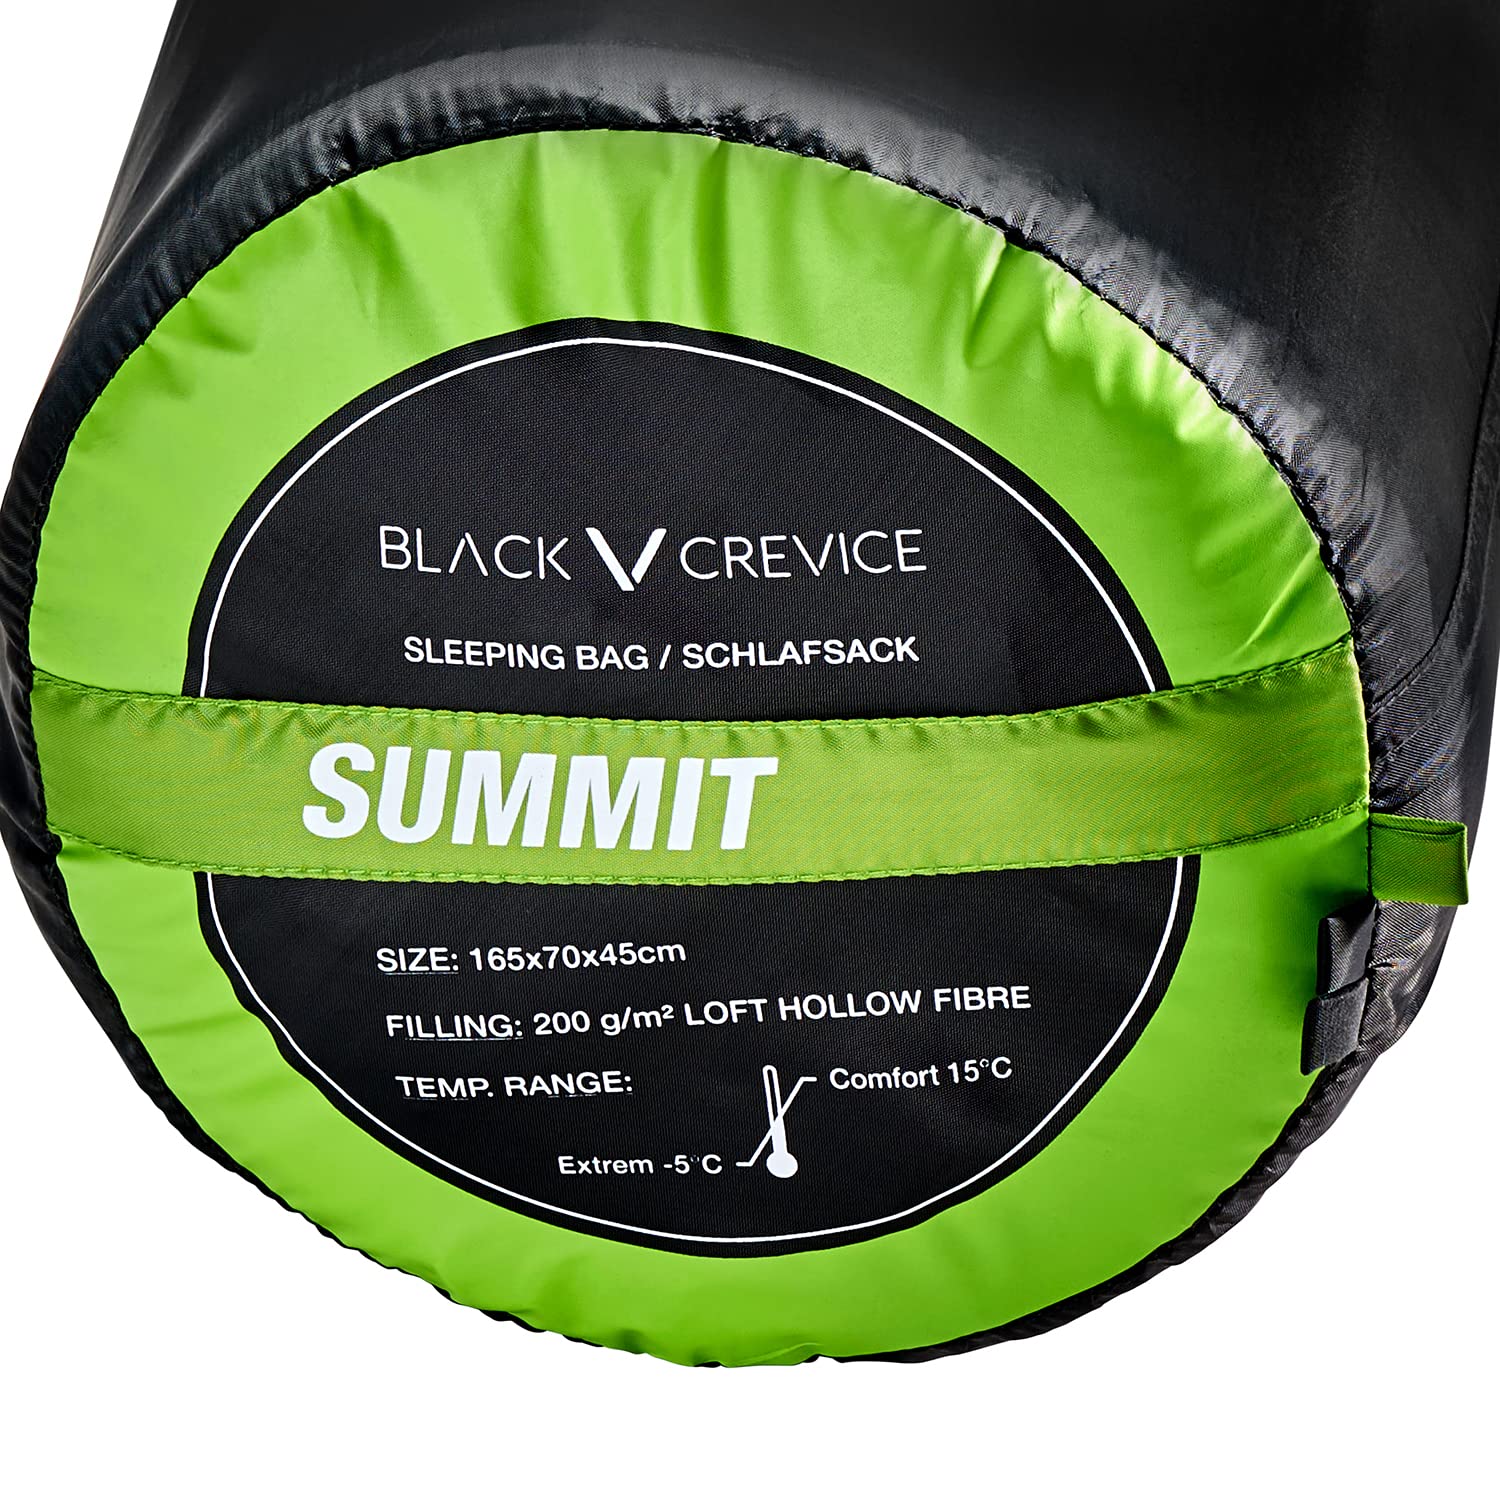 BLACK CREVICE
SLEEPING BAG / SCHLAFSACK
SUMMIT
SIZE: 165x70x45cm
FILLING: 200 g/m² LOFT HOLLOW FIBRE
TEMP. RANGE:
Comfort 15°C
Extrem -5°C